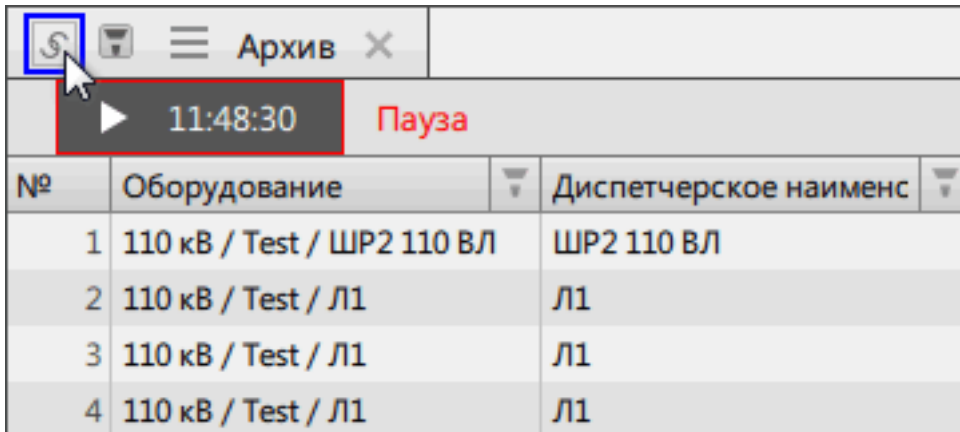 Архив
11:48:30 Пауза
№ Оборудование Диспетчерское наименс
1 110 кВ / Test / ШР2 110 ВЛ ШР2 110 ВЛ
2 110 кВ / Test / Л1 Л1
3 110 кВ / Test / Л1 Л1
4 110 кВ / Test / Л1 Л1